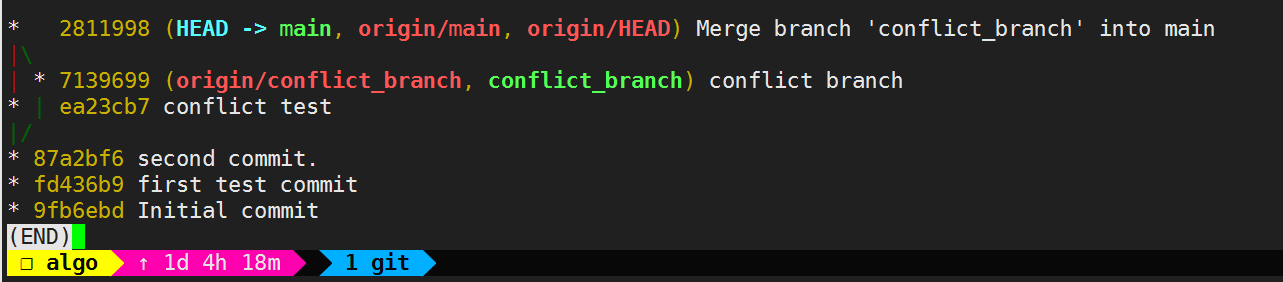 *   2811998 (HEAD -> main, origin/main, origin/HEAD) Merge branch 'conflict_branch' into main
|\
| * 7139699 (origin/conflict_branch, conflict_branch) conflict branch
* | ea23cb7 conflict test
|/
* 87a2bf6 second commit.
* fd436b9 first test commit
* 9fb6ebd Initial commit
(END)
❐ algo ↑ 1d 4h 18m 1 git